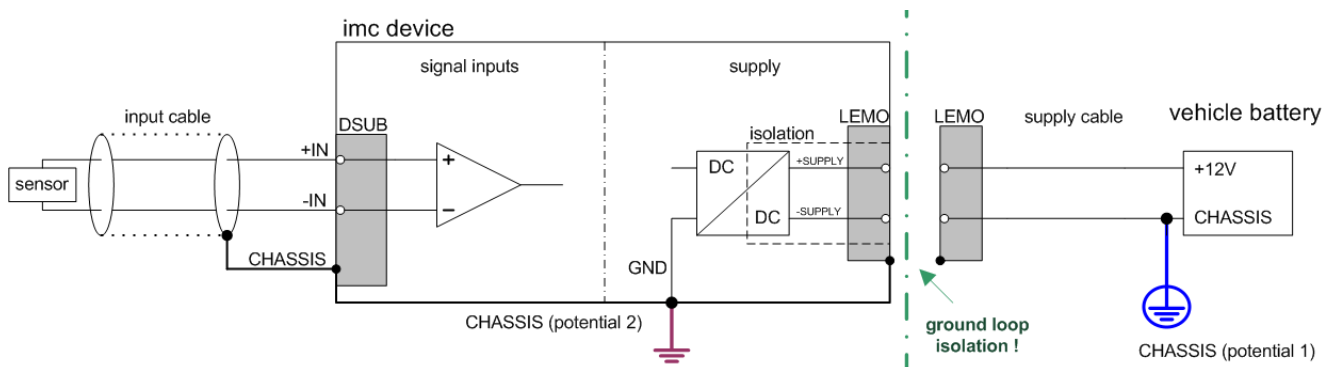 imc device
signal inputs
supply
input cable
DSUB
LEMO
LEMO
supply cable
vehicle battery
isolation
+IN
+
DC
+SUPPLY
+12V
sensor
-IN
−
DC
-SUPPLY
CHASSIS
CHASSIS
GND
CHASSIS (potential 2)
ground loop
isolation !
CHASSIS (potential 1)